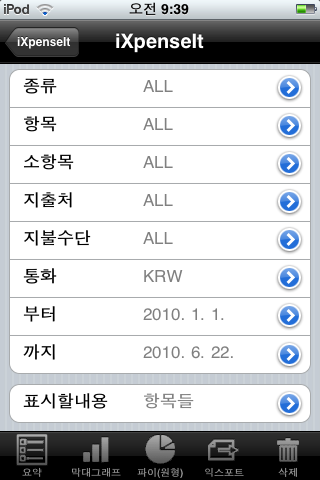 iPod 오전 9:39
iXpenseIt iXpenseIt
종류 ALL
항목 ALL
소항목 ALL
지출처 ALL
지불수단 ALL
통화 KRW
부터 2010. 1. 1.
까지 2010. 6. 22.
표시할내용 항목들
요약 막대그래프 파이(원형) 익스포트 삭제